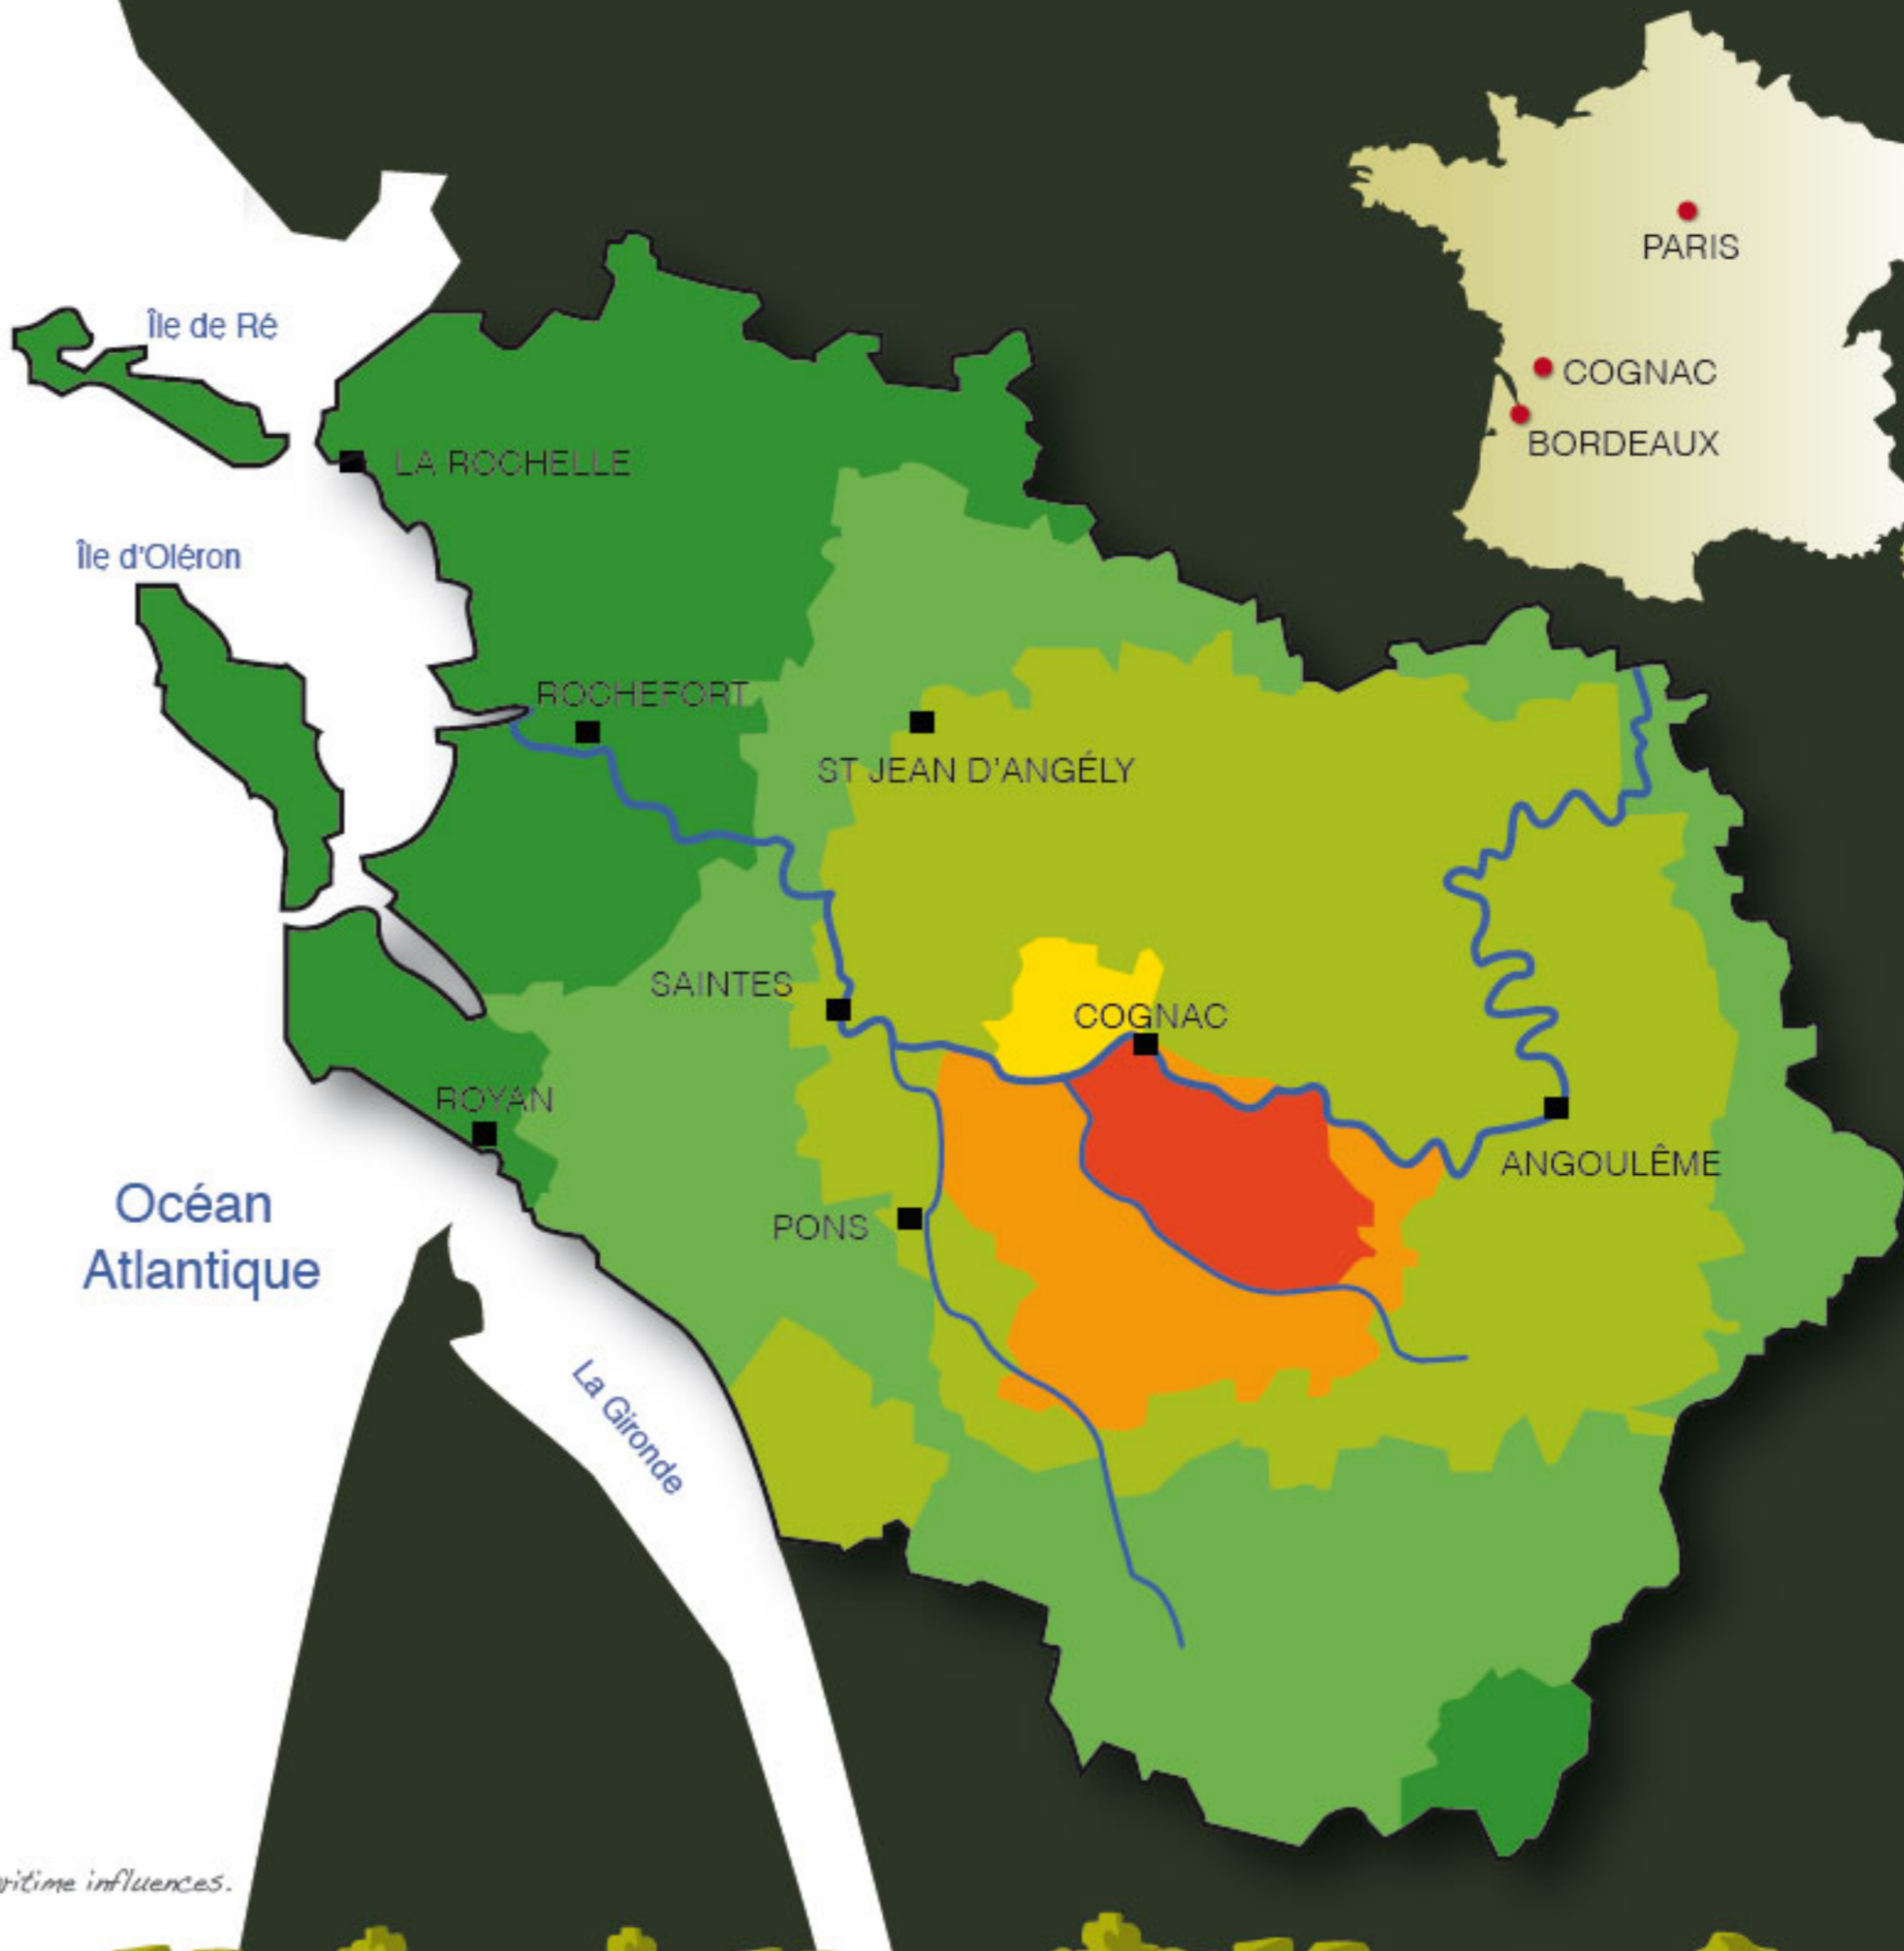 PARIS
Île de Ré
COGNAC
BORDEAUX
LA ROCHELLE
Île d'Oléron
ROCHEFORT
ST JEAN D'ANGÉLY
SAINTES
COGNAC
ROYAN
ANGOULÊME
PONS
Océan
Atlantique
La Gironde
influences.